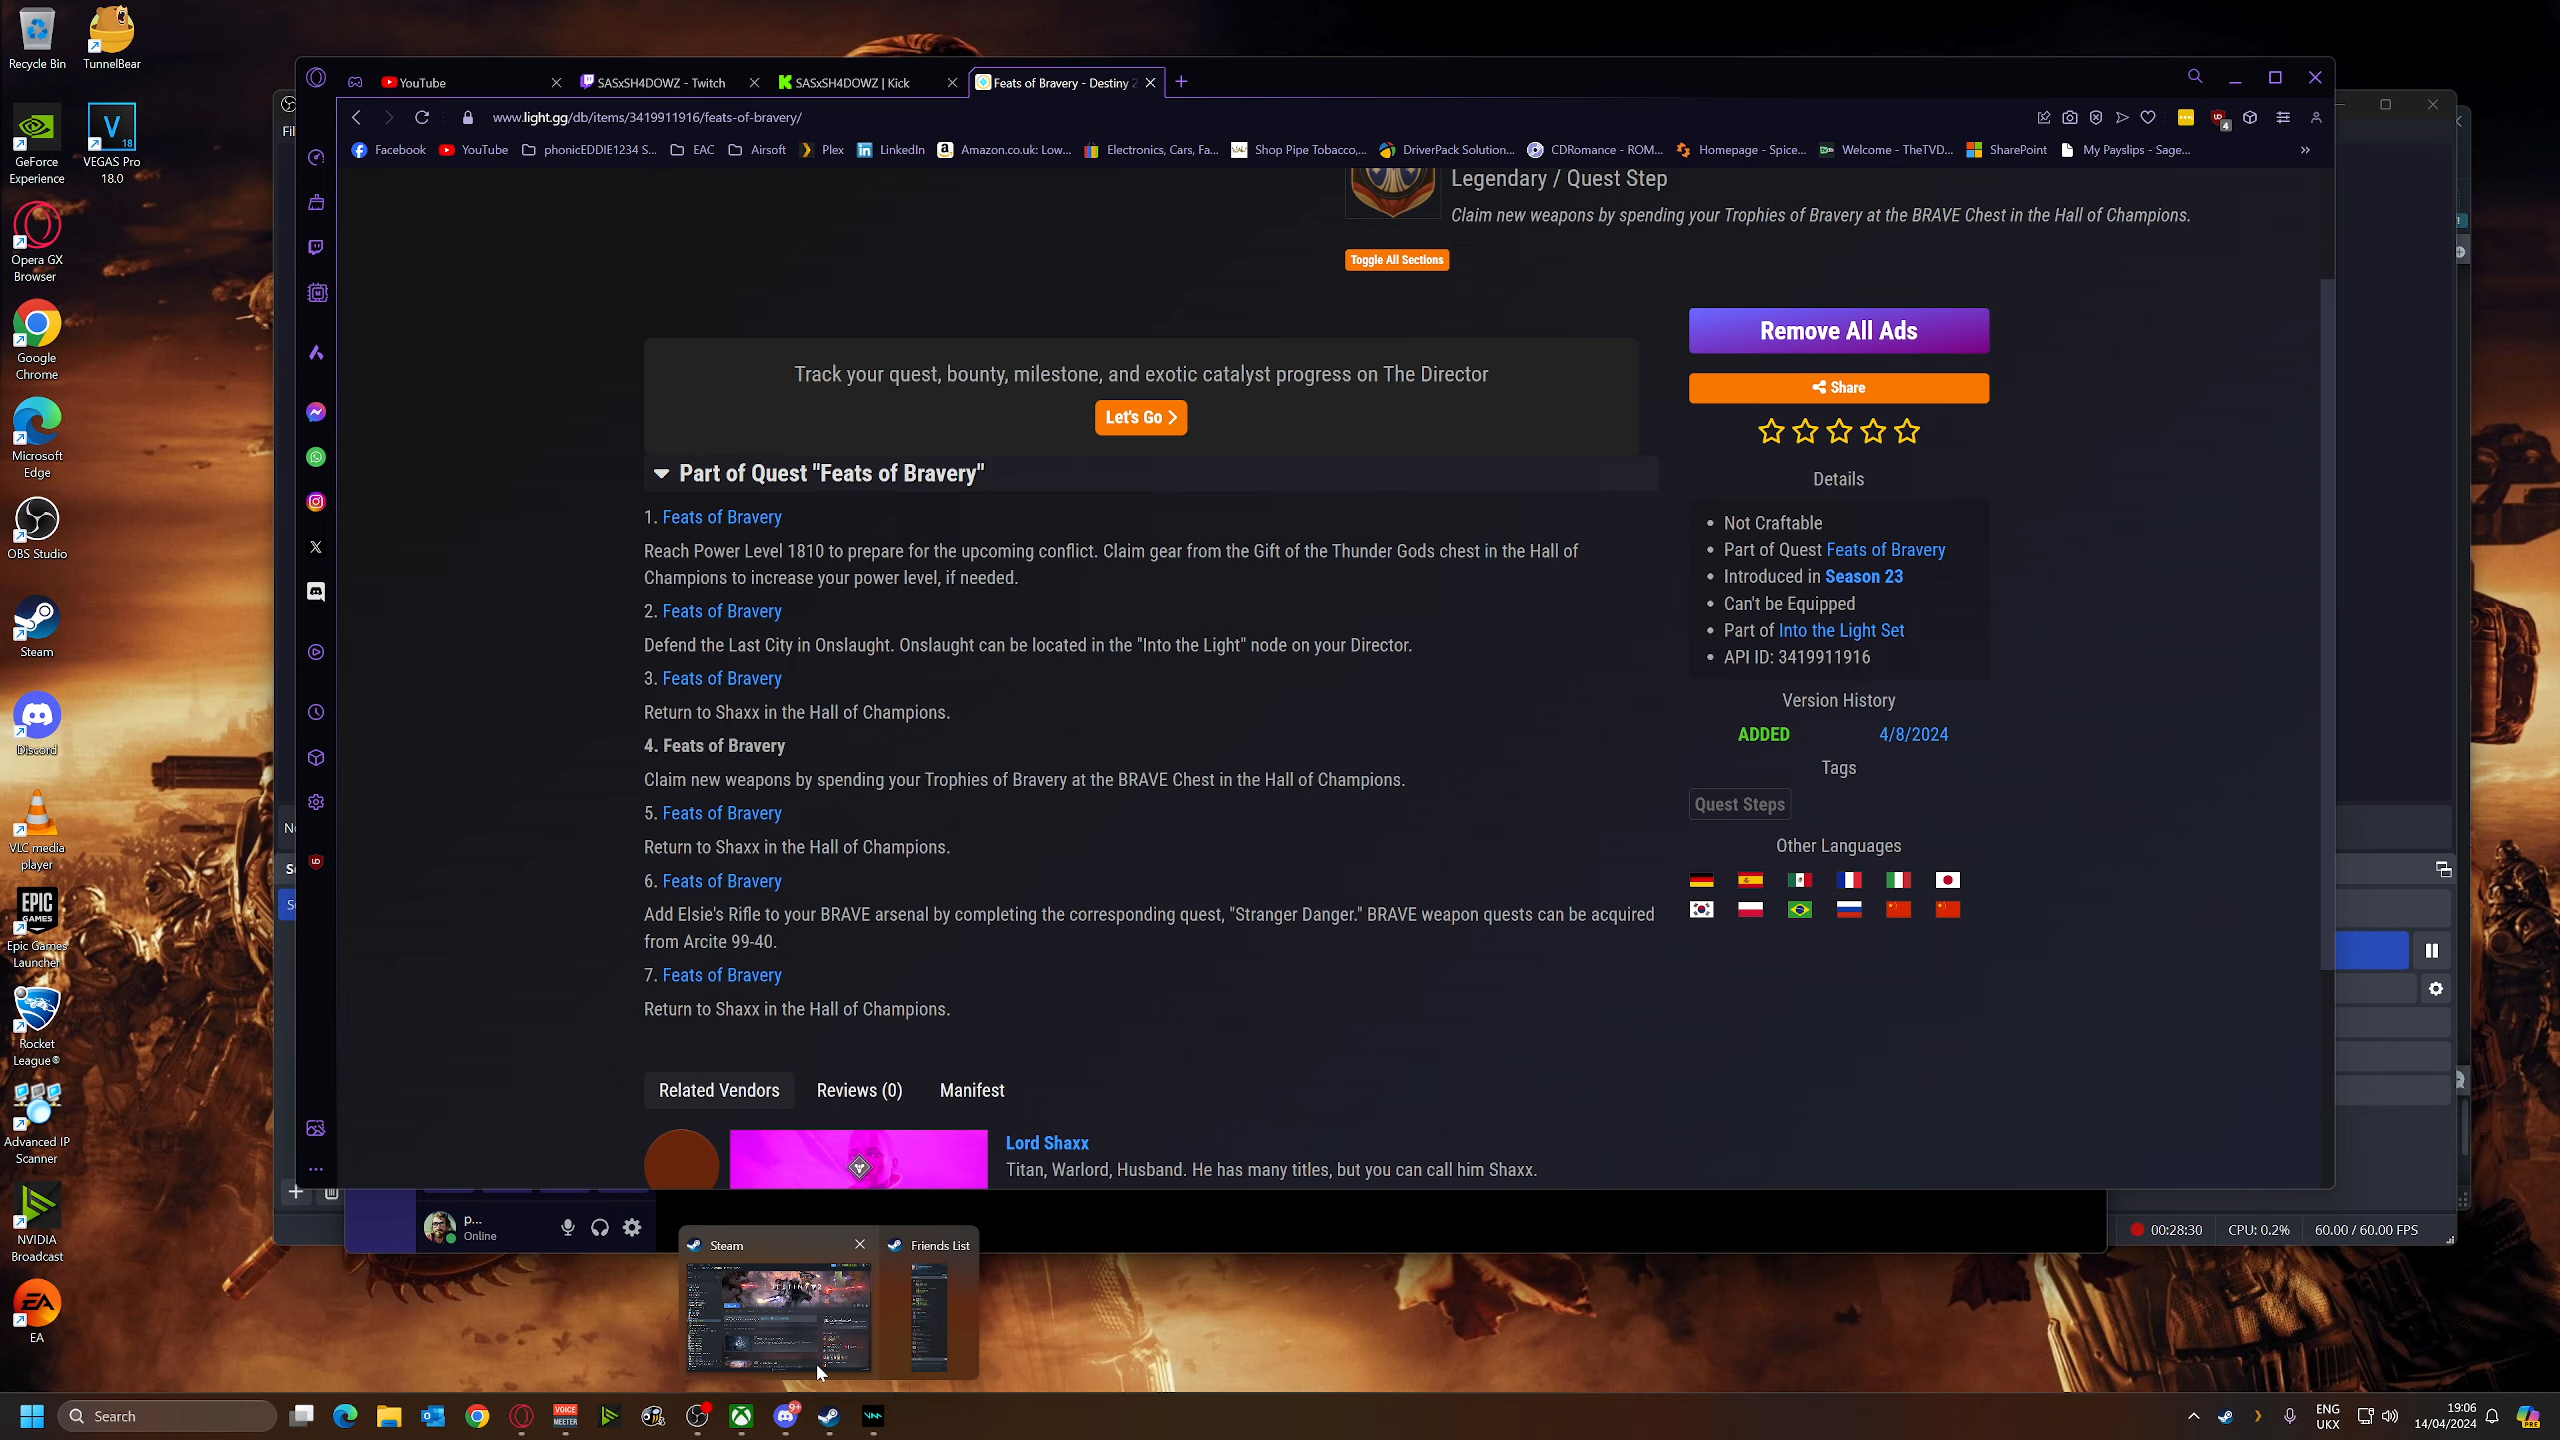 Recycle Bin
TunnelBear
GeForce
Experience
VEGAS Pro
18.0
Opera GX
Browser
Google
Chrome
Microsoft
Edge
OBS Studio
Steam
Discord
VLC media
player
Epic Games
Launcher
Rocket
League®
Advanced IP
Scanner
NVIDIA
Broadcast
EA
YouTube
SASxSH4DOWZ - Twitch
SASxSH4DOWZ | Kick
Feats of Bravery - Destiny 2
www.light.gg/db/items/3419911916/feats-of-bravery/
4
Facebook
YouTube
phonicEDDIE1234 S...
EAC
Airsoft
Plex
LinkedIn
Amazon.co.uk: Low...
Electronics, Cars, Fa...
Shop Pipe Tobacco,...
DriverPack Solution...
CDRomance - ROM...
Homepage - Spice...
Welcome - TheTVD...
SharePoint
My Payslips - Sage...
Legendary / Quest Step
Claim new weapons by spending your Trophies of Bravery at the BRAVE Chest in the Hall of Champions.
Toggle All Sections
Track your quest, bounty, milestone, and exotic catalyst progress on The Director
Let's Go
Part of Quest "Feats of Bravery"
1. Feats of Bravery
Reach Power Level 1810 to prepare for the upcoming conflict. Claim gear from the Gift of the Thunder Gods chest in the Hall of
Champions to increase your power level, if needed.
2. Feats of Bravery
Defend the Last City in Onslaught. Onslaught can be located in the "Into the Light" node on your Director.
3. Feats of Bravery
Return to Shaxx in the Hall of Champions.
4. Feats of Bravery
Claim new weapons by spending your Trophies of Bravery at the BRAVE Chest in the Hall of Champions.
5. Feats of Bravery
Return to Shaxx in the Hall of Champions.
6. Feats of Bravery
Add Elsie's Rifle to your BRAVE arsenal by completing the corresponding quest, "Stranger Danger." BRAVE weapon quests can be acquired
from Arcite 99-40.
7. Feats of Bravery
Return to Shaxx in the Hall of Champions.
Remove All Ads
Share
Details
Not Craftable
Part of Quest Feats of Bravery
Introduced in Season 23
Can't be Equipped
Part of Into the Light Set
API ID: 3419911916
Version History
ADDED 4/8/2024
Tags
Quest Steps
Other Languages
Related Vendors
Reviews (0)
Manifest
Lord Shaxx
Titan, Warlord, Husband. He has many titles, but you can call him Shaxx.
p...
Online
Steam
Friends List
DESTINY 2
00:28:30
CPU: 0.2%
60.00 / 60.00 FPS
Search
VOICE
MEETER
9+
ENG
UKX
19:06
14/04/2024
PRE